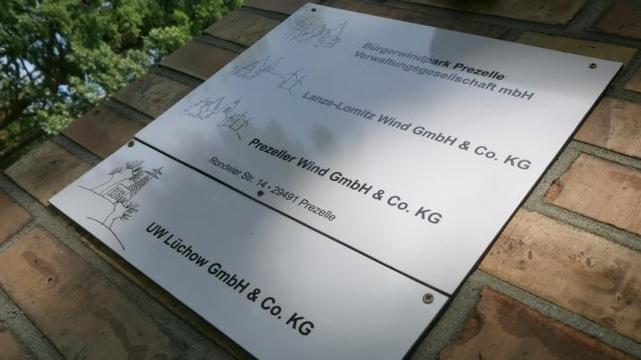 Bürgerwindpark Prezelle
Verwaltungsgesellschaft mbH
Lanze-Lomitz Wind GmbH & Co. KG
Prezeller Wind GmbH & Co. KG
Rondeler Str. 14 • 29491 Prezelle
UW Lüchow GmbH & Co. KG